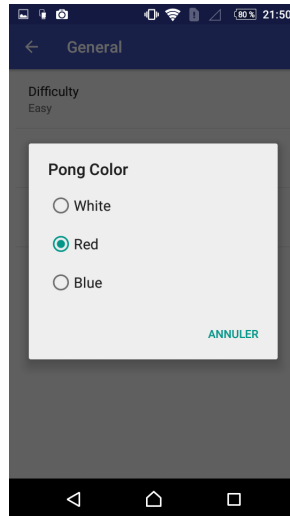 80 % 21:50
General
Difficulty
Easy
Pong Color
White
Red
Blue
ANNULER